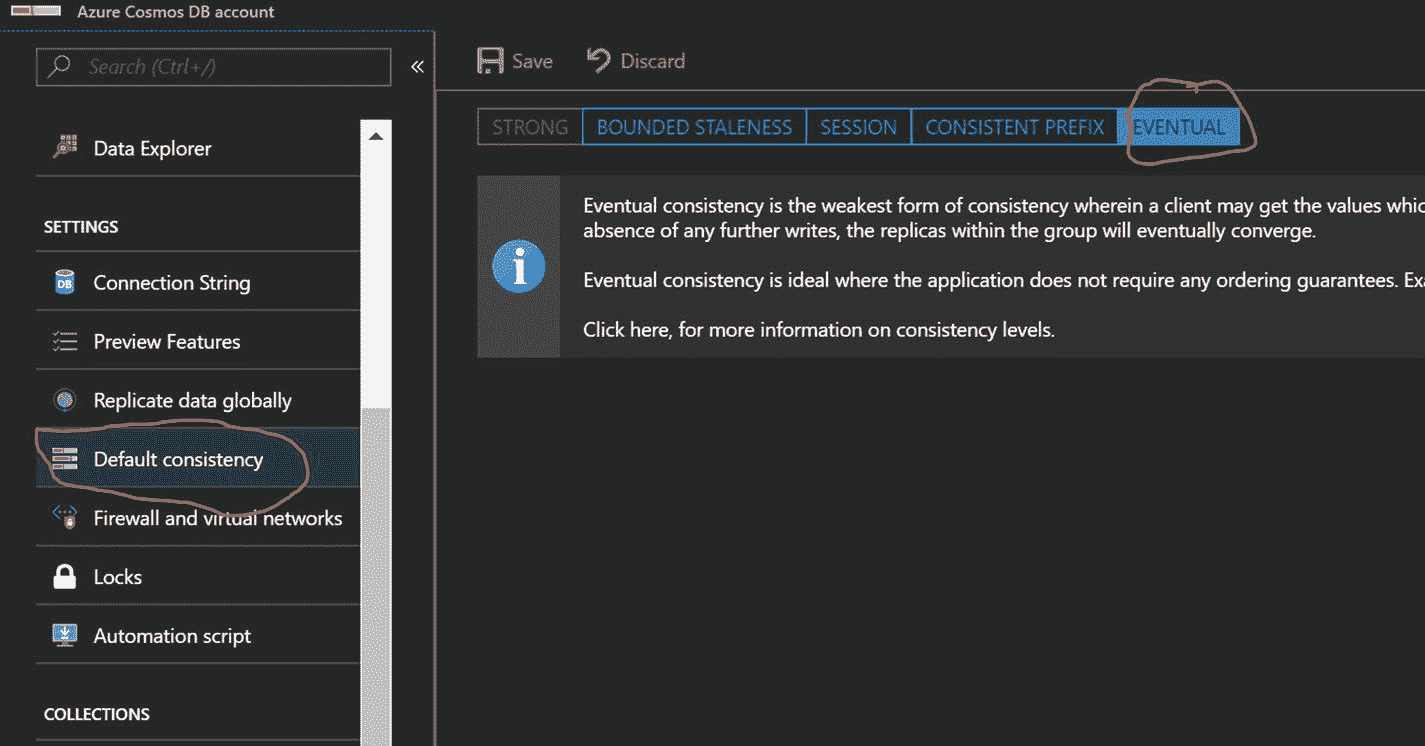 Azure Cosmos DB account
Search (Ctrl+/)
«
Data Explorer
SETTINGS
DB
Connection String
Preview Features
Replicate data globally
Default consistency
Firewall and virtual networks
Locks
Automation script
COLLECTIONS
Save Discard
STRONG BOUNDED STALENESS SESSION CONSISTENT PREFIX EVENTUAL
Eventual consistency is the weakest form of consistency wherein a client may get the values
absence of any further writes, the replicas within the group will eventually converge.
Eventual consistency is ideal where the application does not require any ordering guarantees.
Click here, for more information on consistency levels.